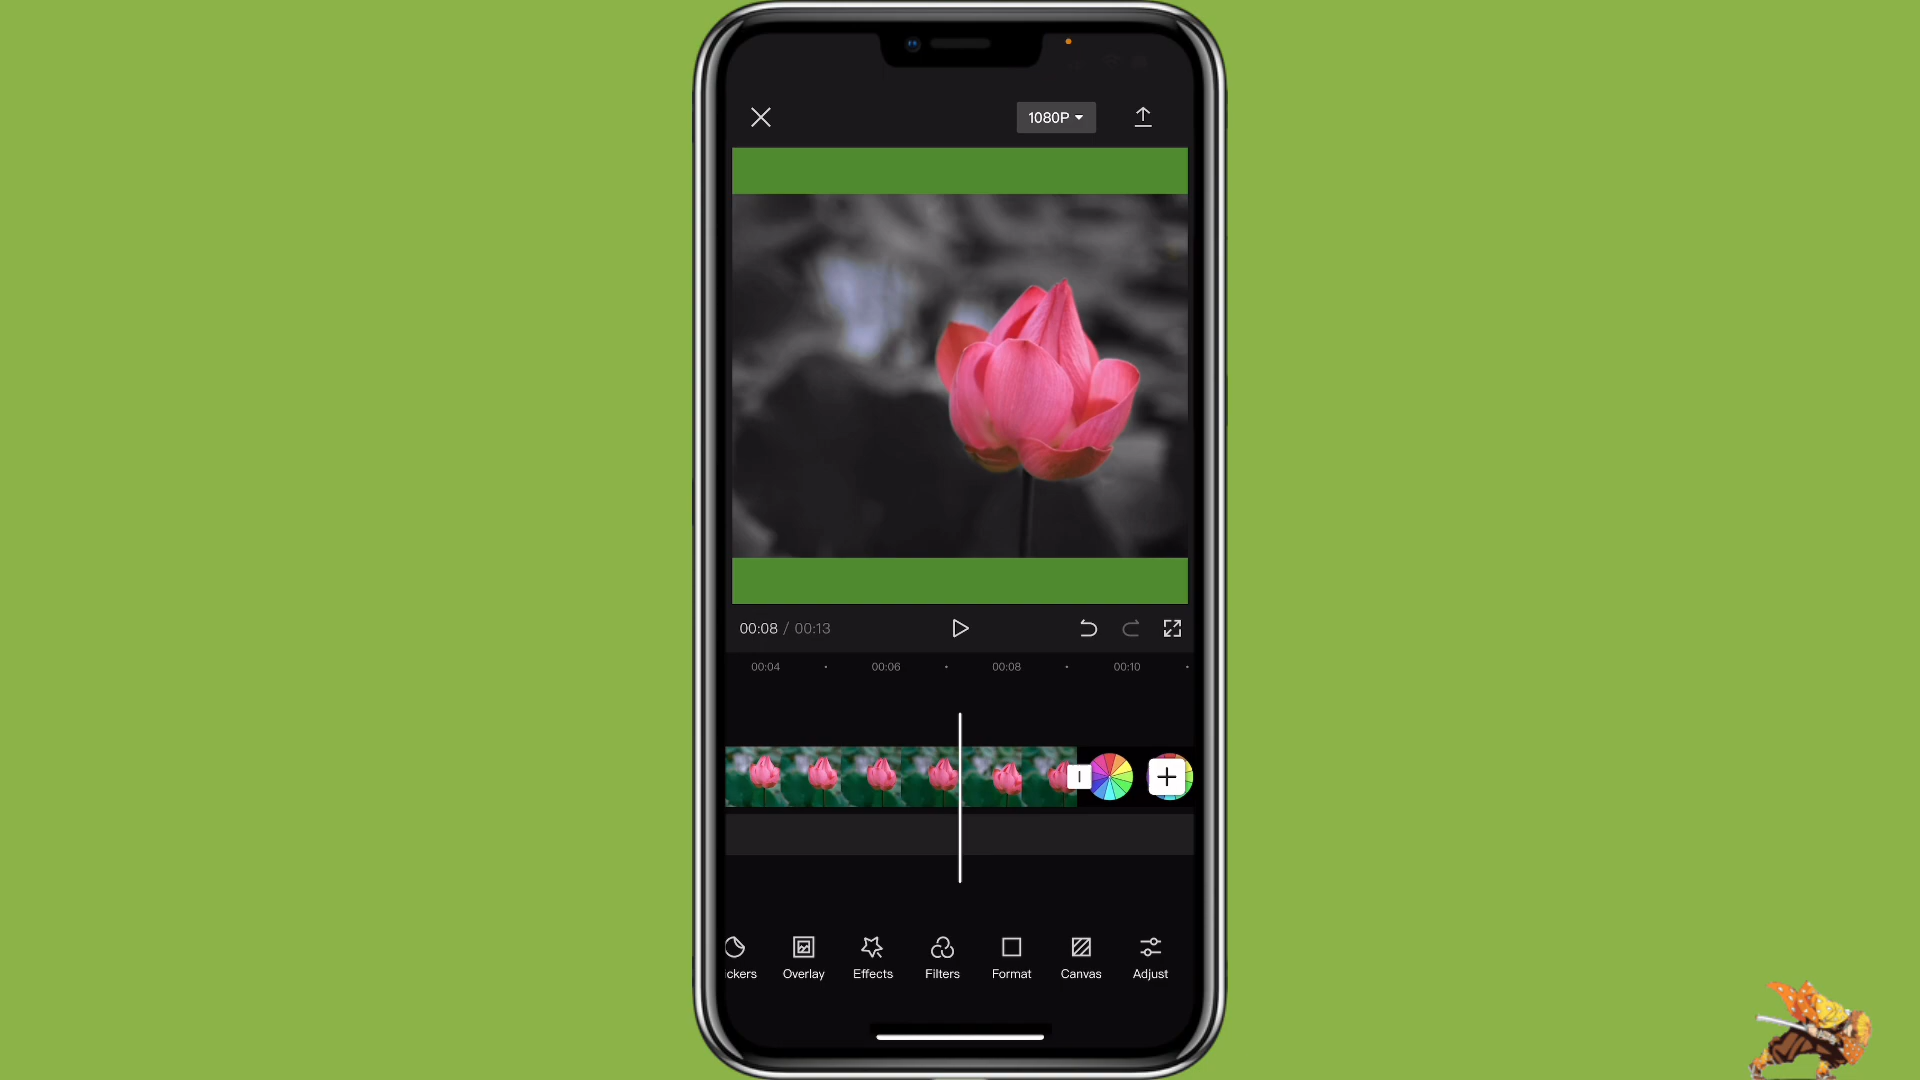 1080P
00:08 / 00:13
00:04 00:06 00:08 00:10
ickers Overlay Effects Filters Format Canvas Adjust